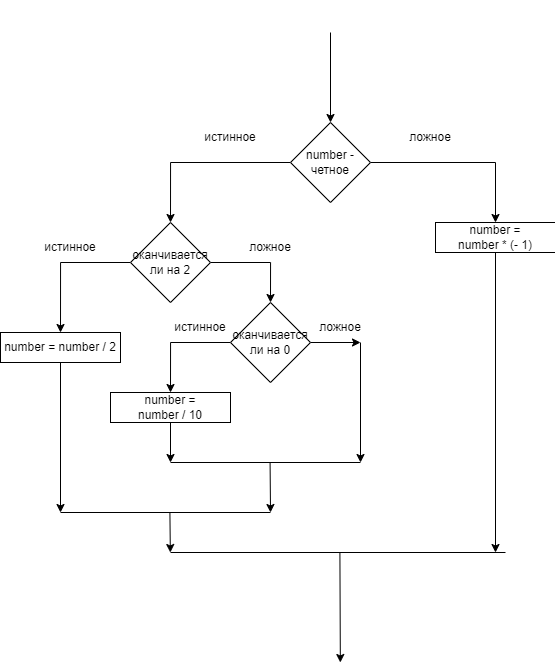 истинное
ложное
number -
четное
number =
number * (- 1)
истинное
оканчивается
ли на 2
ложное
number = number / 2
истинное
оканчивается
ли на 0
ложное
number =
number / 10